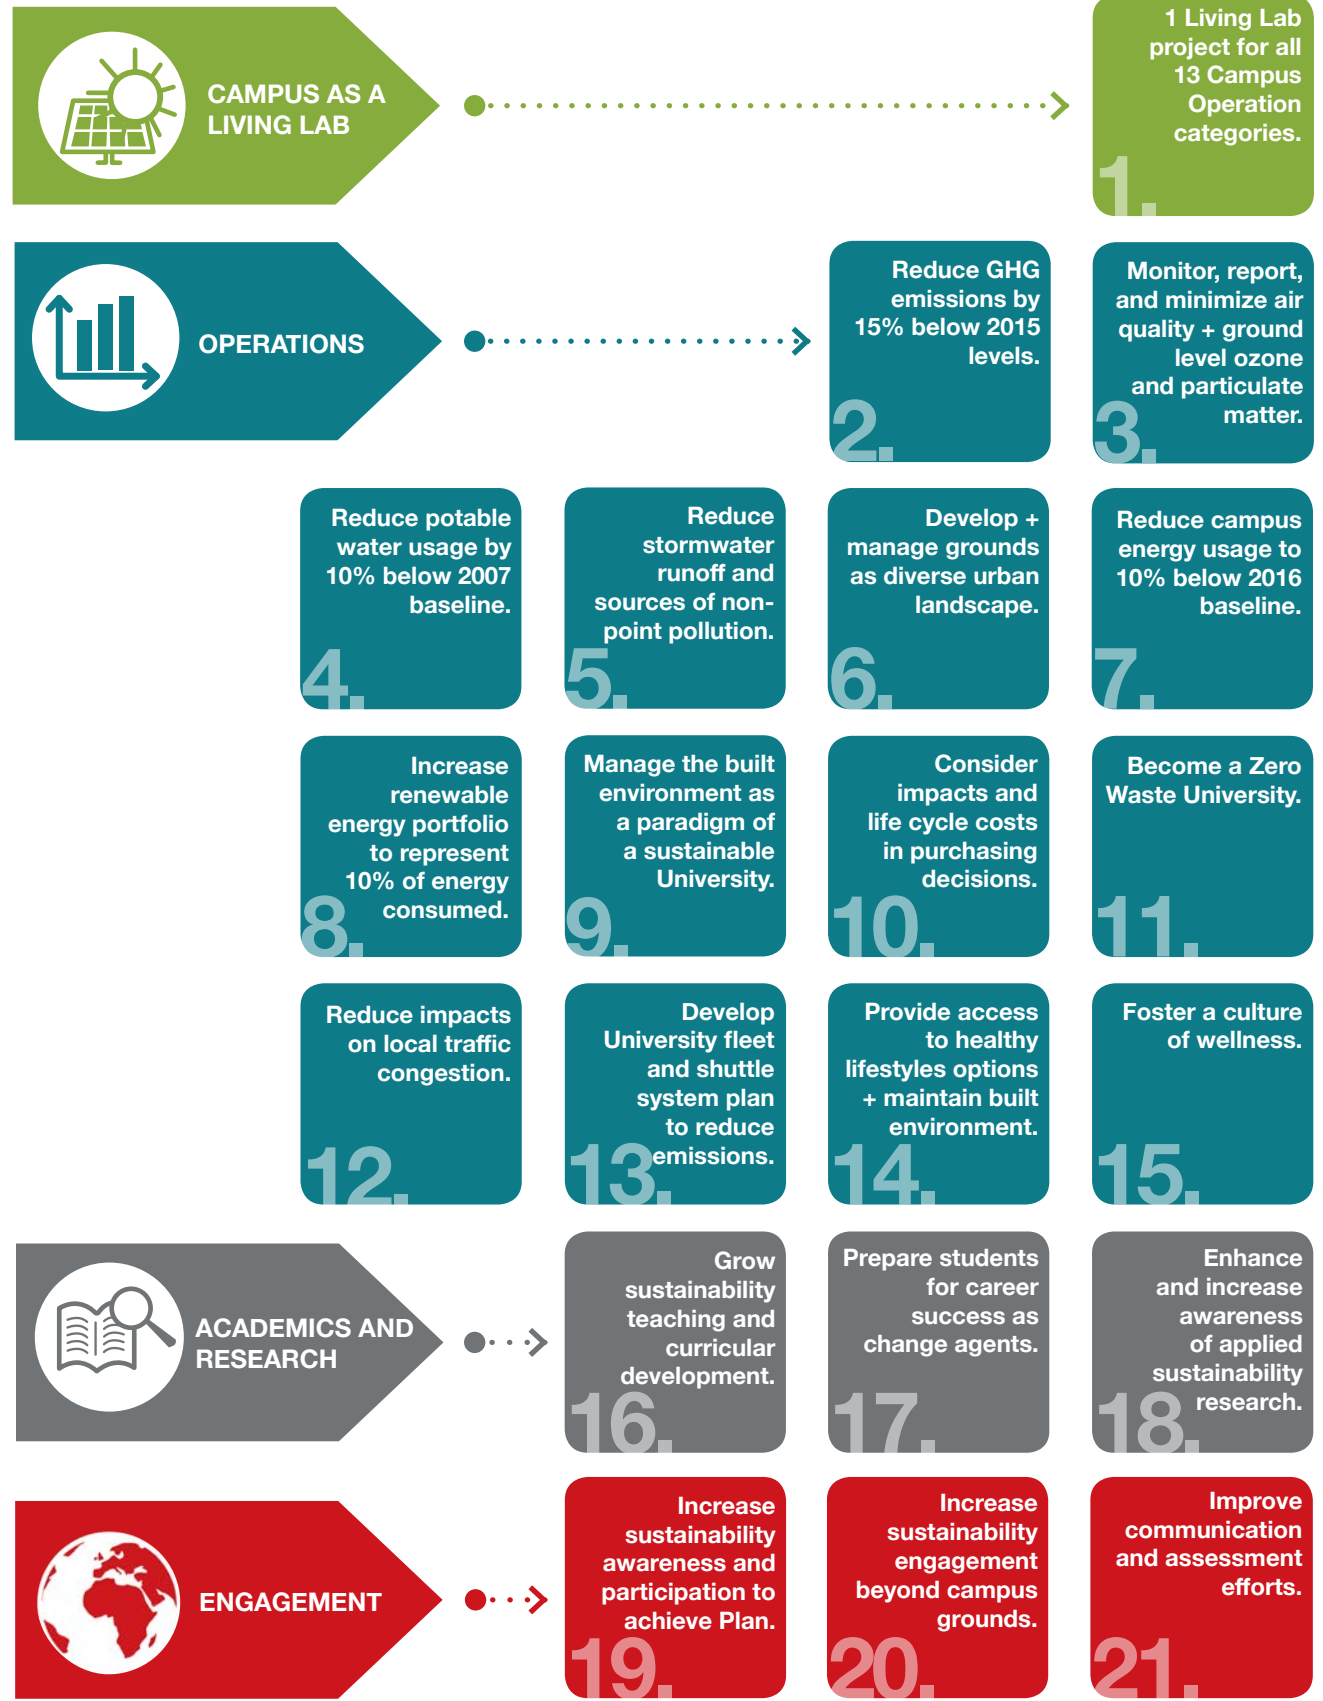 CAMPUS AS A
LIVING LAB
1 Living Lab
project for all
13 Campus
Operation
categories.
1.
OPERATIONS
Reduce GHG
emissions by
15% below 2015
levels.
2.
Monitor, report,
and minimize air
quality + ground
level ozone
and particulate
matter.
3.
Reduce potable
water usage by
10% below 2007
baseline.
4.
Reduce
stormwater
runoff and
sources of non-
point pollution.
5.
Develop +
manage grounds
as diverse urban
landscape.
6.
Reduce campus
energy usage to
10% below 2016
baseline.
7.
Increase
renewable
energy portfolio
to represent
10% of energy
consumed.
8.
Manage the built
environment as
a paradigm of
a sustainable
University.
9.
Consider
impacts and
life cycle costs
in purchasing
decisions.
10.
Become a Zero
Waste University.
11.
Reduce impacts
on local traffic
congestion.
12.
Develop
University fleet
and shuttle
system plan
to reduce
emissions.
13.
Provide access
to healthy
lifestyles options
+ maintain built
environment.
14.
Foster a culture
of wellness.
15.
ACADEMICS AND
RESEARCH
Grow
sustainability
teaching and
curricular
development.
16.
Prepare students
for career
success as
change agents.
17.
Enhance
and increase
awareness
of applied
sustainability
research.
18.
ENGAGEMENT
Increase
sustainability
awareness and
participation to
achieve Plan.
19.
Increase
sustainability
engagement
beyond campus
grounds.
20.
Improve
communication
and assessment
efforts.
21.